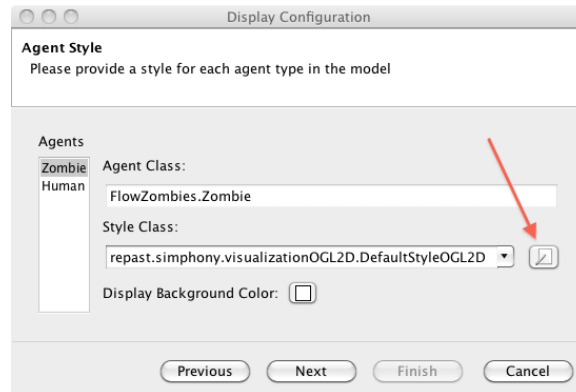 Display Configuration
Agent Style
Please provide a style for each agent type in the model
Agents
Zombie
Human
Agent Class:
FlowZombies.Zombie
Style Class:
repast.simphony.visualizationOGL2D.DefaultStyleOGL2D
Display Background Color:
Previous Next Finish Cancel